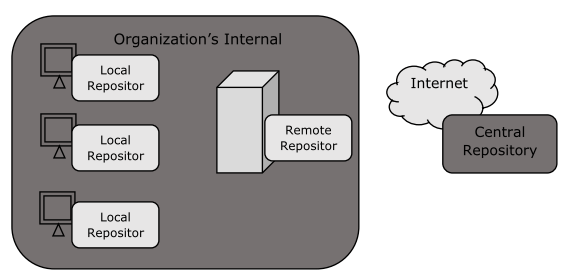 Organization's Internal
Local
Repositor
Local
Repositor
Local
Repositor
Remote
Repositor
Internet
Central
Repository